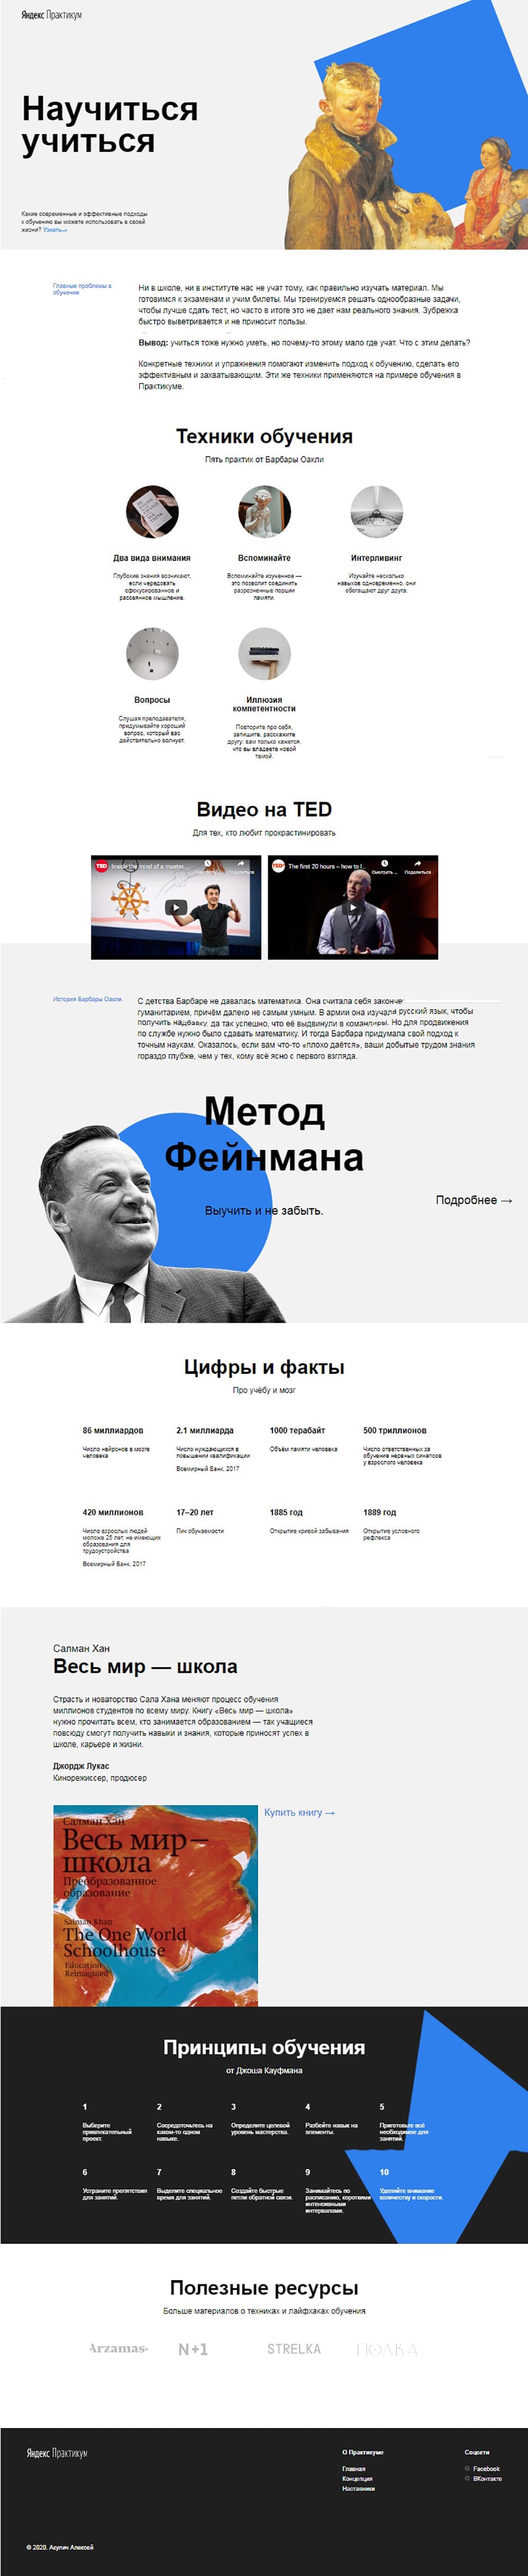 Яндекс Практикум
Научиться
учиться
Какие современные и эффективные подходы
к обучению вы можете использовать в своей
жизни? Узнать→
Главные проблемы в
обучении
Ни в школе, ни в институте нас не учат тому, как правильно изучать материал. Мы
готовимся к экзаменам и учим билеты. Мы тренируемся решать однообразные задачи,
чтобы лучше сдать тест, но часто в итоге это не дает нам реального знания. Зубрежка
быстро выветривается и не приносит пользы.
Вывод: учиться тоже нужно уметь, но почему-то этому мало где учат. Что с этим делать?
Конкретные техники и упражнения помогают изменить подход к обучению, сделать его
эффективным и захватывающим. Эти же техники применяются на примере обучения в
Практикуме.
Техники обучения
Пять практик от Барбары Оакли
Два вида внимания
Глубокие знания возникают,
если чередовать
сфокусированное и
рассеянное мышление.
Вспоминайте
Вспоминайте изученное —
это позволит соединить
разрозненные порции
памяти.
Интерливинг
Изучайте несколько
навыков одновременно, они
обогащают друг друга.
Вопросы
Слушая преподавателя,
придумывайте хороший
вопрос, который вас
действительно волнует.
Иллюзия
компетентности
Повторите про себя,
запишите, расскажите
другу: вам только кажется,
что вы владеете новой
темой.
Видео на TED
Для тех, кто любит прокрастинировать
TED Inside the mind of a master ...
Поделиться
TED The first 20 hours – how to l...
Смотреть ... Поделиться
История Барбары Оакли.
С детства Барбаре не давалась математика. Она считала себя законче
гуманитарием, причём далеко не самым умным. В армии она изучала русский язык, чтобы
получить надбавку, да так успешно, что её выдвинули в командиры. Но для продвижения
по службе нужно было сдавать математику. И тогда Барбара придумала свой подход к
точным наукам. Оказалось, если вам что-то «плохо даётся», ваши добытые трудом знания
гораздо глубже, чем у тех, кому всё ясно с первого взгляда.
Метод
Фейнмана
Выучить и не забыть.
Подробнее →
Цифры и факты
Про учёбу и мозг
86 миллиардов
Число нейронов в мозге
человека
2.1 миллиарда
Число нуждающихся в
повышении квалификации
Всемирный Банк, 2017
1000 терабайт
Объём памяти человека
500 триллионов
Число ответственных за
обучение нервных синапсов
у взрослого человека
420 миллионов
Число взрослых людей
моложе 25 лет, не имеющих
образования для
трудоустройства
Всемирный Банк, 2017
17–20 лет
Пик обучаемости
1885 год
Открытие кривой забывания
1889 год
Открытие условного
рефлекса
Салман Хан
Весь мир — школа
Страсть и новаторство Сала Хана меняют процесс обучения
миллионов студентов по всему миру. Книгу «Весь мир — школа»
нужно прочитать всем, кто занимается образованием — так учащиеся
повсюду смогут получить навыки и знания, которые приносят успех в
школе, карьере и жизни.
Джордж Лукас
Кинорежиссер, продюсер
Салман Хан
Весь мир —
школа
Преобразованное
образование
Salman Khan
The One World
Schoolhouse
Education
Reimagined
Купить книгу →
Принципы обучения
от Джоша Кауфмана
1
Выберите
привлекательный
проект.
2
Сосредоточьтесь на
каком-то одном
навыке.
3
Определите целевой
уровень мастерства.
4
Разбейте навык на
элементы.
5
Приготовьте всё
необходимое для
занятий.
6
Устраните препятствия
для занятий.
7
Выделите специальное
время для занятий.
8
Создайте быстрые
петли обратной связи.
9
Занимайтесь по
расписанию, короткими
интенсивными
интервалами.
10
Уделяйте внимание
количеству и скорости.
Полезные ресурсы
Больше материалов о техниках и лайфхаках обучения
Arzamas
N+1
STRELKA
ПОЛКА
Яндекс Практикум
О Практикуме
Главная
Концепция
Наставники
Соцсети
Facebook
ВКонтакте
© 2020. Акулич Алексей